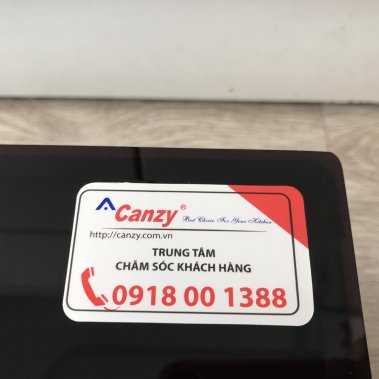 Canzy ®
Best Choice For Your Kitchen
http://canzy.com.vn
TRUNG TÂM
CHĂM SÓC KHÁCH HÀNG
0918 00 1388